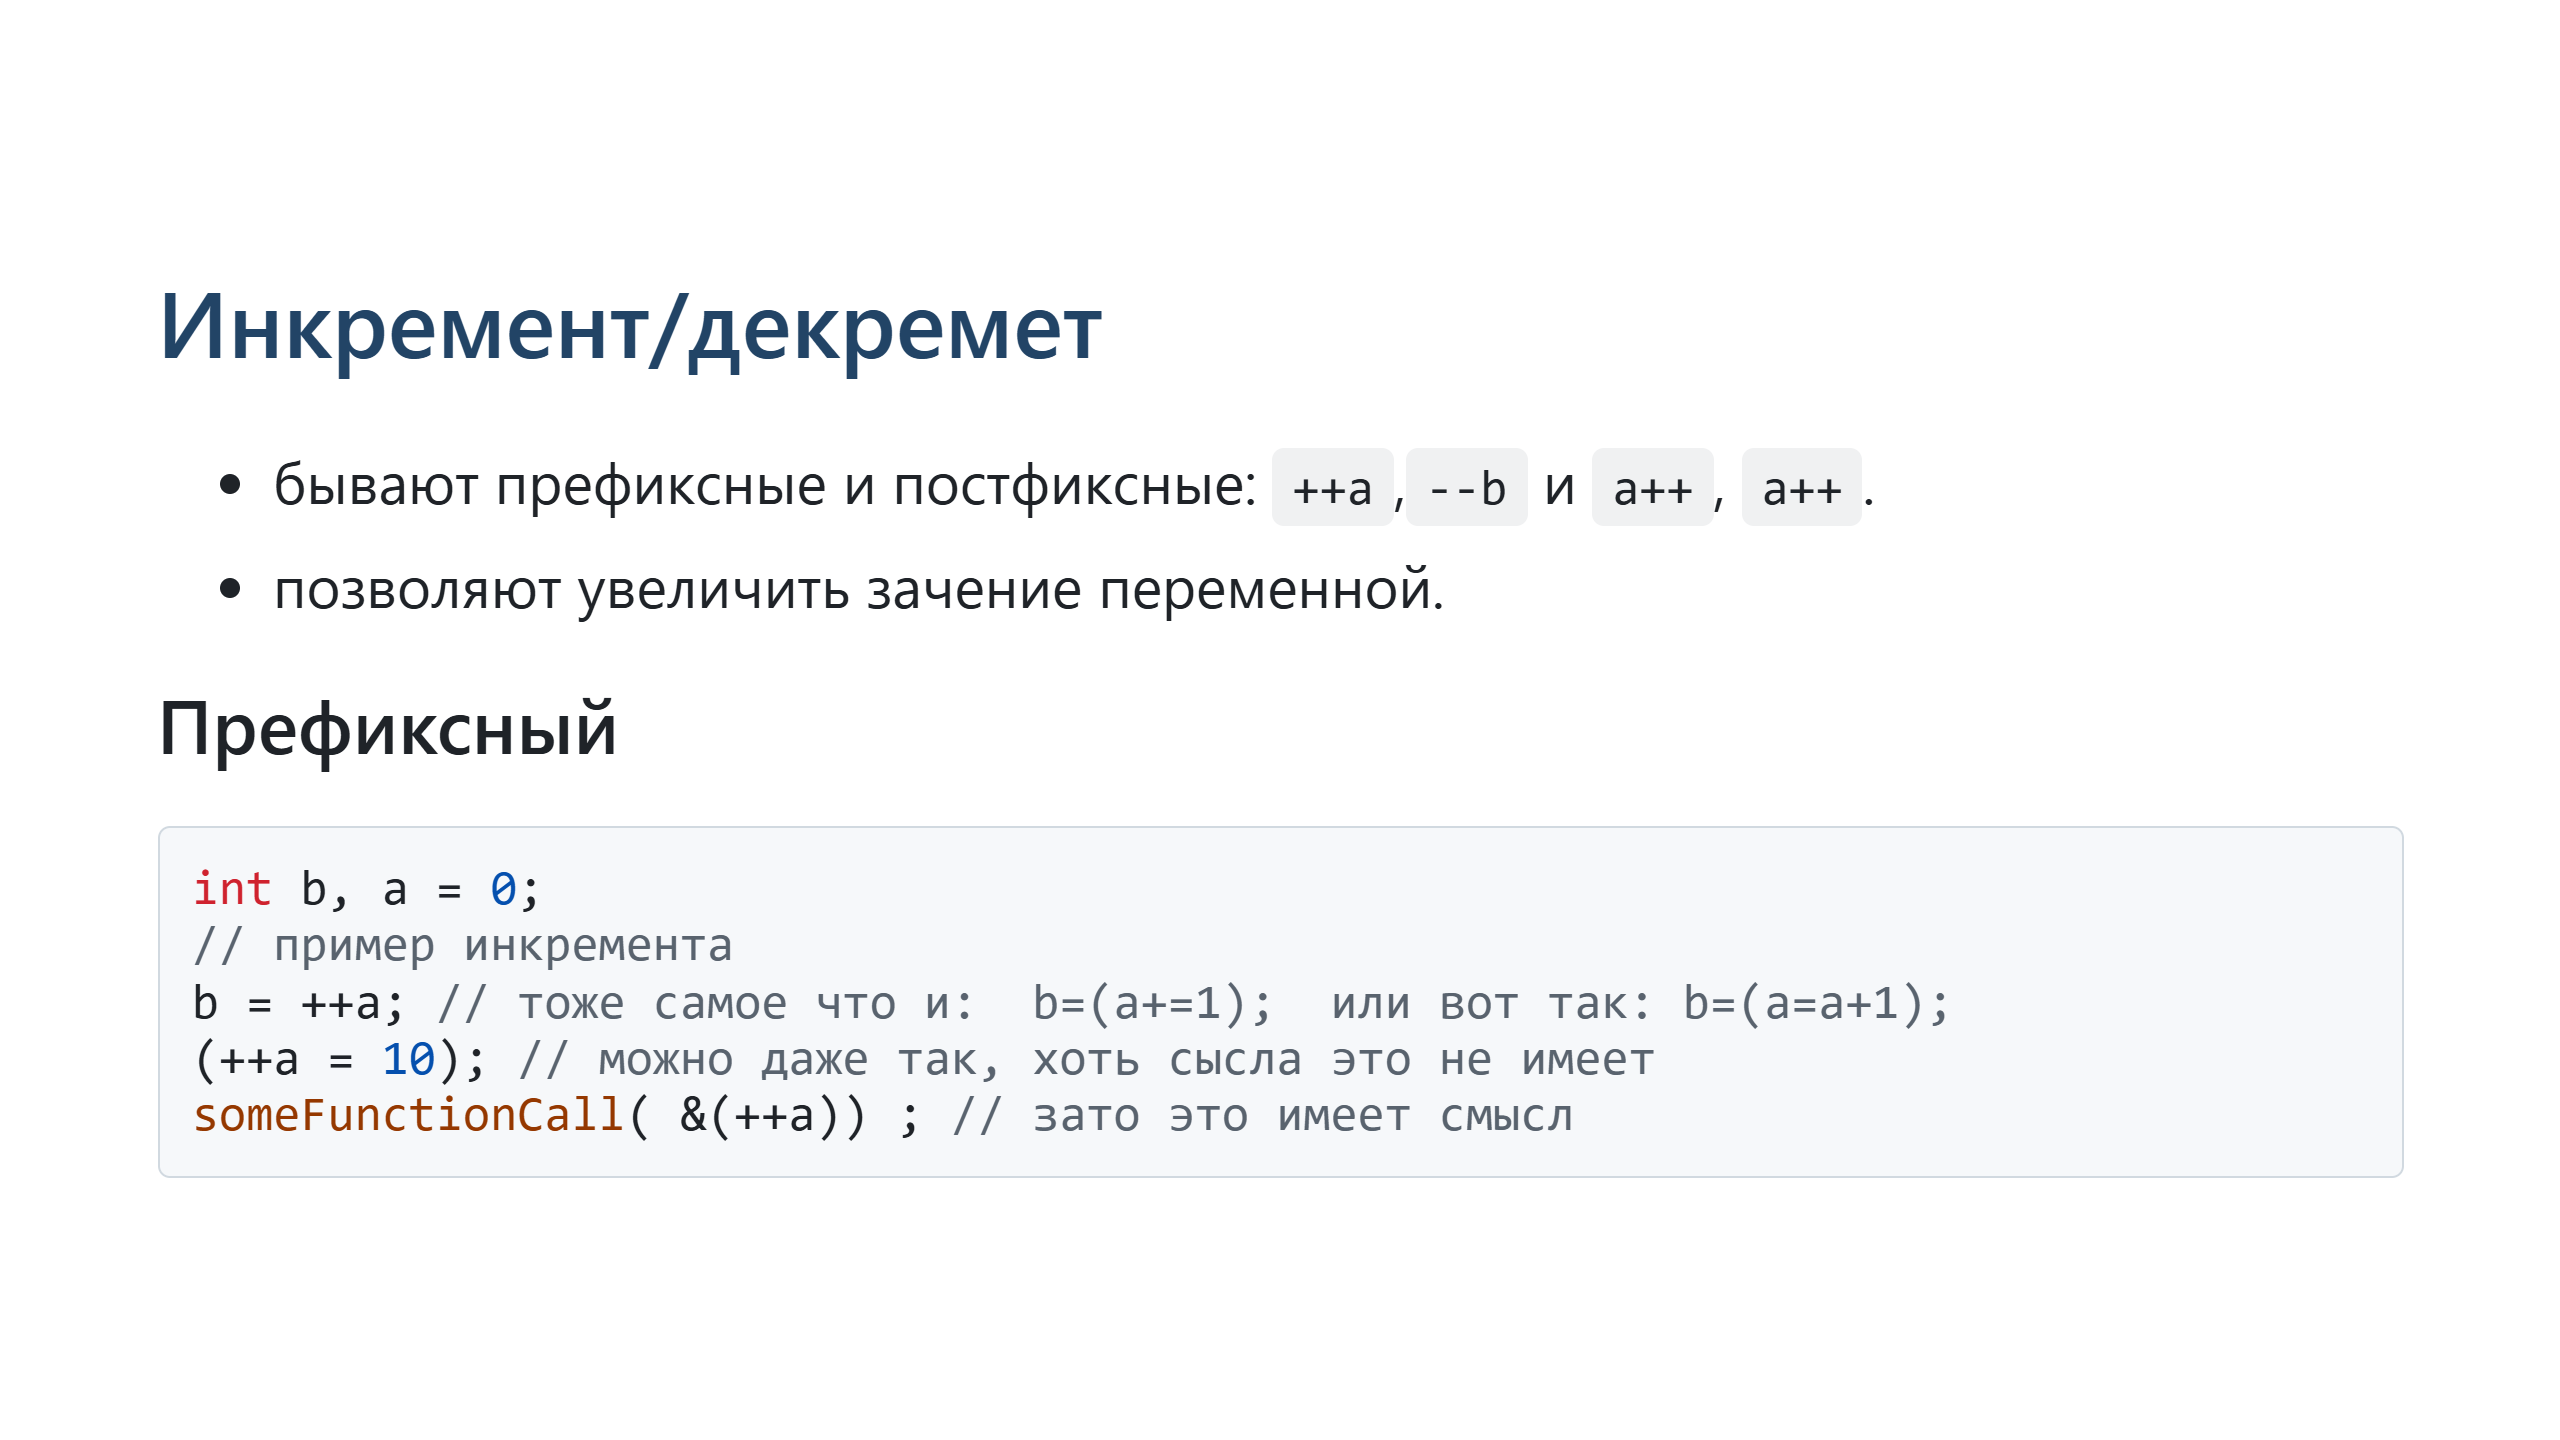 Инкремент/декремет
бывают префиксные и постфиксные: ++a,--b и a++, a++.
позволяют увеличить зачение переменной.
Префиксный
int b, a = 0;
// пример инкремента
b = ++a; // тоже самое что и:  b=(a+=1);  или вот так: b=(a=a+1);
(++a = 10); // можно даже так, хоть сысла это не имеет
someFunctionCall( &(++a)) ; // зато это имеет смысл